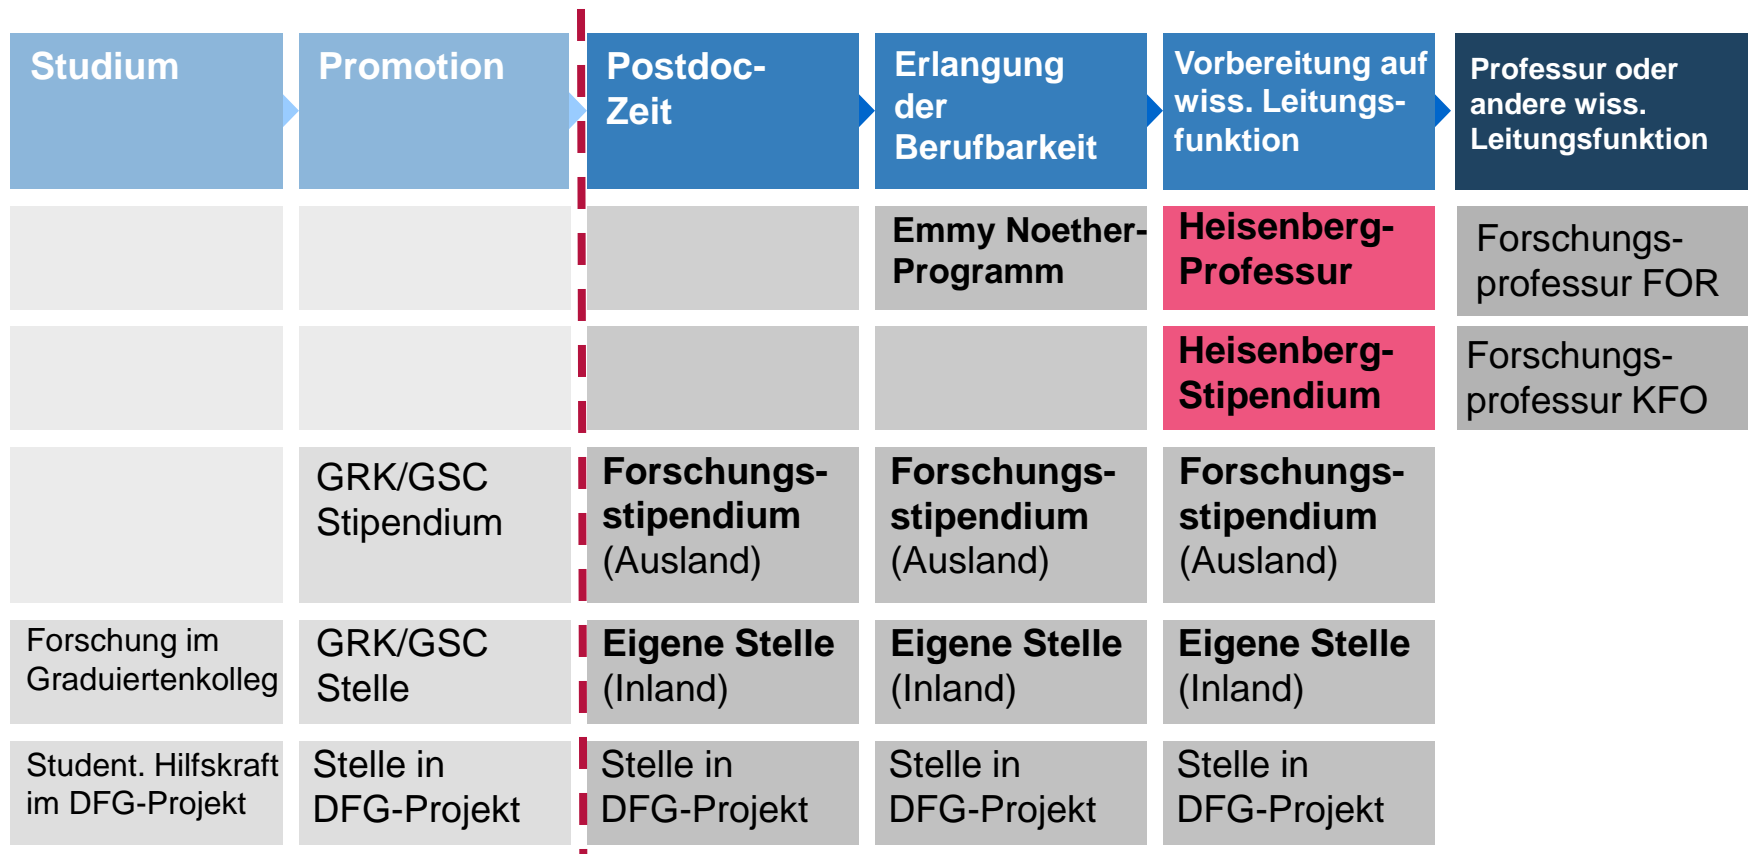 Studium
Promotion
Postdoc-
Zeit
Erlangung
der
Berufbarkeit
Vorbereitung auf
wiss. Leitungs-
funktion
Professur oder
andere wiss.
Leitungsfunktion
Emmy Noether-
Programm
Heisenberg-
Professur
Forschungs-
professur FOR
Heisenberg-
Stipendium
Forschungs-
professur KFO
GRK/GSC
Stipendium
Forschungs-
stipendium
(Ausland)
Forschungs-
stipendium
(Ausland)
Forschungs-
stipendium
(Ausland)
Forschung im
Graduiertenkolleg
GRK/GSC
Stelle
Eigene Stelle
(Inland)
Eigene Stelle
(Inland)
Eigene Stelle
(Inland)
Student. Hilfskraft
im DFG-Projekt
Stelle in
DFG-Projekt
Stelle in
DFG-Projekt
Stelle in
DFG-Projekt
Stelle in
DFG-Projekt